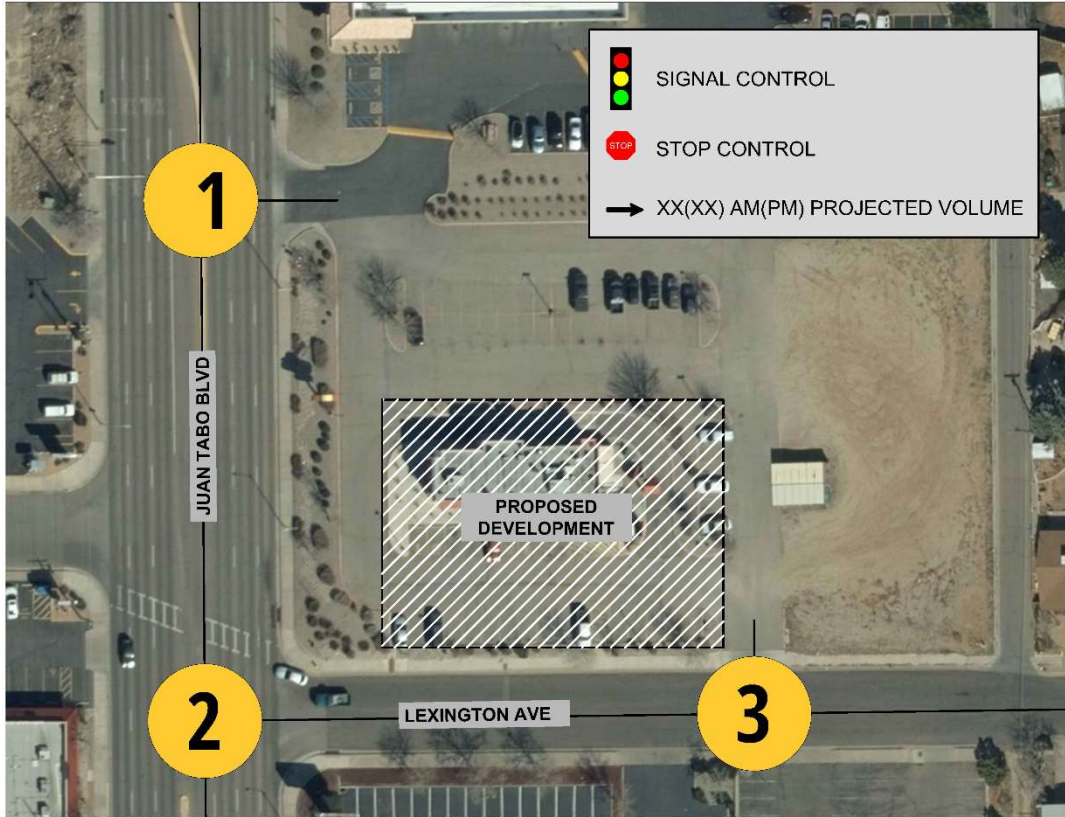 1
SIGNAL CONTROL
STOP
STOP CONTROL
XX(XX) AM(PM) PROJECTED VOLUME
JUAN TABO BLVD
PROPOSED
DEVELOPMENT
2
LEXINGTON AVE
3